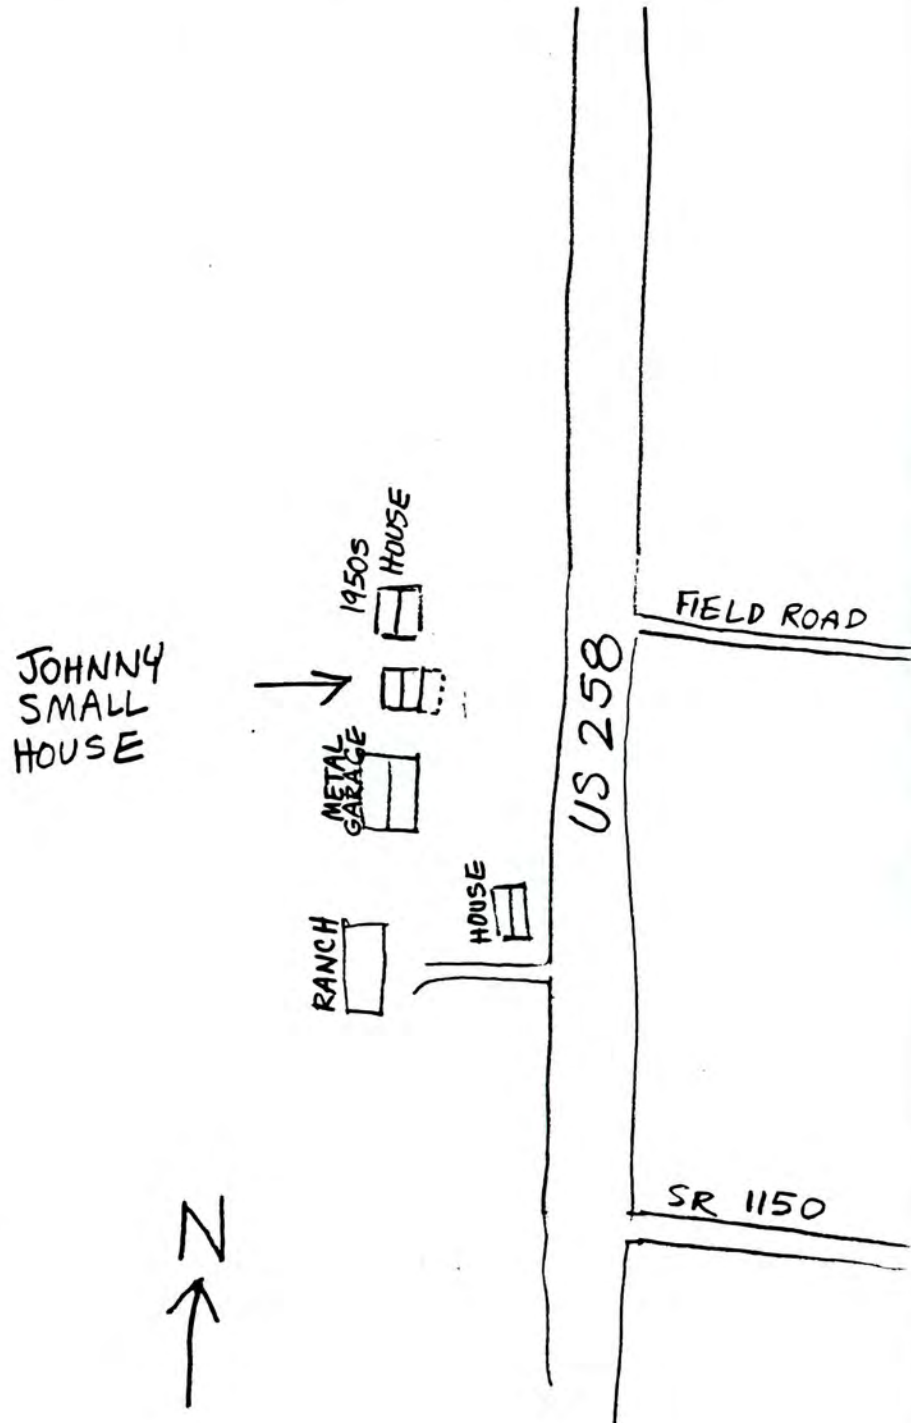 1950s
HOUSE
FIELD ROAD
JOHNNY
SMALL
HOUSE
US 258
METAL
GARAGE
HOUSE
RANCH
SR 1150
N